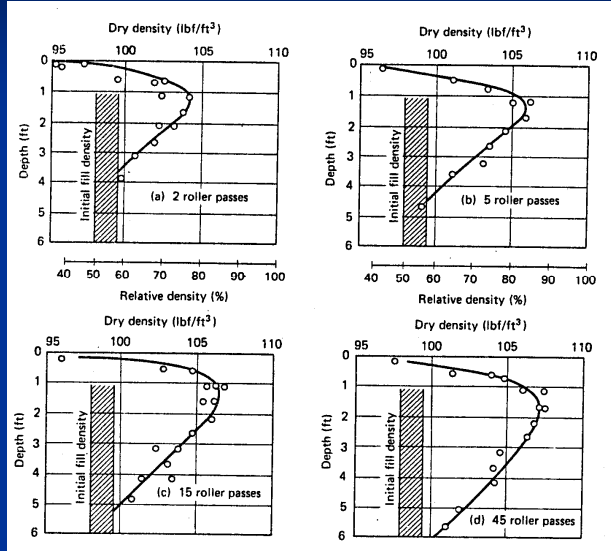 Dry density (lbf/ft³)
95 100 104 110
0
1
2
3
4
5
6
Depth (ft)
Initial fill density
(a) 2 roller passes
40 50 60 70 80 90 100
Relative density (%)
Dry density (lbf/ft³)
95 100 105 110
0
1
2
3
4
5
6
Depth (ft)
Initial fill density
(b) 5 roller passes
40 50 60 70 80 90 100
Relative density (%)
Dry density (lbf/ft³)
95 100 105 110
0
1
2
3
4
5
6
Depth (ft)
Initial fill density
(c) 15 roller passes
Dry density (lbf/ft³)
95 100 105 110
0
1
2
3
4
5
6
Depth (ft)
Initial fill density
(d) 45 roller passes